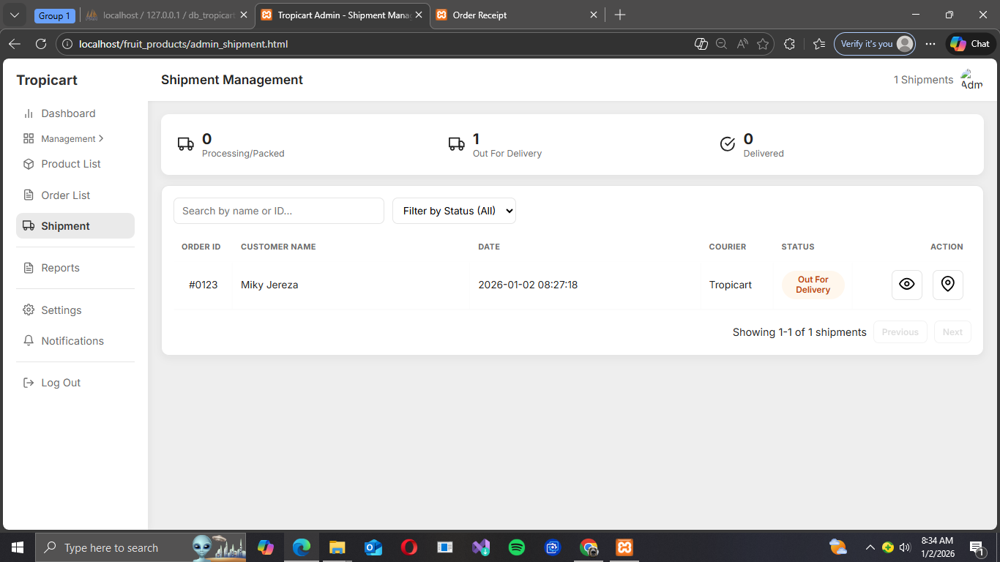 Group 1
localhost / 127.0.0.1 / db_tropicart
Tropicart Admin - Shipment Mana
Order Receipt
localhost/fruit_products/admin_shipment.html
Verify it's you
Chat
Tropicart
Shipment Management
1 Shipments
Adm
Dashboard
Management
Product List
Order List
Shipment
Reports
Settings
Notifications
Log Out
0
Processing/Packed
1
Out For Delivery
0
Delivered
Search by name or ID...
Filter by Status (All)
ORDER ID CUSTOMER NAME DATE COURIER STATUS ACTION
#0123 Miky Jereza 2026-01-02 08:27:18 Tropicart Out For
Delivery
Showing 1-1 of 1 shipments Previous Next
Type here to search
8:34 AM
1/2/2026
1